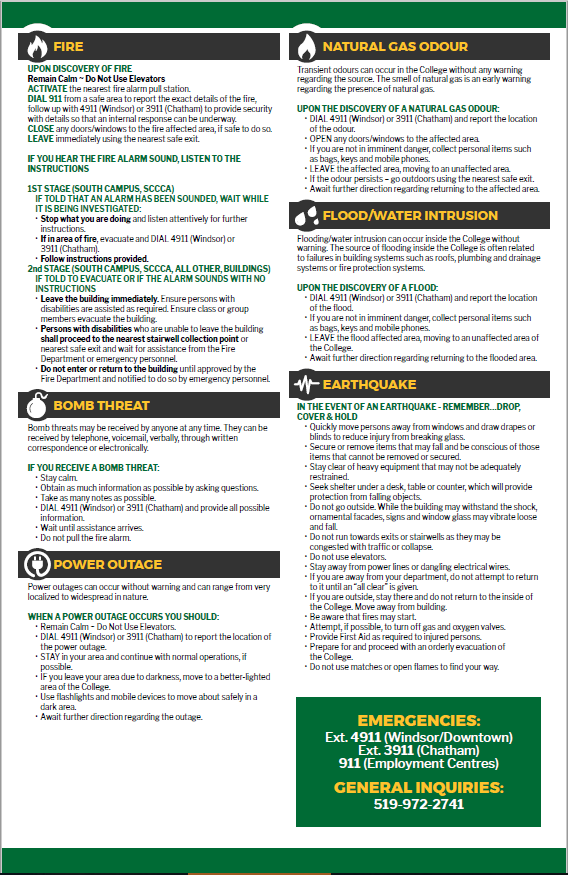 FIRE
UPON DISCOVERY OF FIRE
Remain Calm ~ Do Not Use Elevators
ACTIVATE the nearest fire alarm pull station.
DIAL 911 from a safe area to report the exact details of the fire,
follow up with 4911 (Windsor) or 3911 (Chatham) to provide security
with details so that an internal response can be underway.
CLOSE any doors/windows to the fire affected area, if safe to do so.
LEAVE immediately using the nearest safe exit.
IF YOU HEAR THE FIRE ALARM SOUND, LISTEN TO THE
INSTRUCTIONS
1ST STAGE (SOUTH CAMPUS, SCCCA)
IF TOLD THAT AN ALARM HAS BEEN SOUNDED, WAIT WHILE
IT IS BEING INVESTIGATED:
• Stop what you are doing and listen attentively for further
instructions.
• If in area of fire, evacuate and DIAL 4911 (Windsor) or
3911 (Chatham).
• Follow instructions provided.
2nd STAGE (SOUTH CAMPUS, SCCCA, ALL OTHER, BUILDINGS)
IF TOLD TO EVACUATE OR IF THE ALARM SOUNDS WITH NO
INSTRUCTIONS
• Leave the building immediately. Ensure persons with
disabilities are assisted as required. Ensure class or group
members evacuate the building.
• Persons with disabilities who are unable to leave the building
shall proceed to the nearest stairwell collection point or
nearest safe exit and wait for assistance from the Fire
Department or emergency personnel.
• Do not enter or return to the building until approved by the
Fire Department and notified to do so by emergency personnel.
BOMB THREAT
Bomb threats may be received by anyone at any time. They can be
received by telephone, voicemail, verbally, through written
correspondence or electronically.
IF YOU RECEIVE A BOMB THREAT:
• Stay calm.
• Obtain as much information as possible by asking questions.
• Take as many notes as possible.
• DIAL 4911 (Windsor) or 3911 (Chatham) and provide all possible
information.
• Wait until assistance arrives.
• Do not pull the fire alarm.
POWER OUTAGE
Power outages can occur without warning and can range from very
localized to widespread in nature.
WHEN A POWER OUTAGE OCCURS YOU SHOULD:
• Remain Calm ~ Do Not Use Elevators.
• DIAL 4911 (Windsor) or 3911 (Chatham) to report the location of
the power outage.
• STAY in your area and continue with normal operations, if
possible.
• IF you leave your area due to darkness, move to a better-lighted
area of the College.
• Use flashlights and mobile devices to move about safely in a
dark area.
• Await further direction regarding the outage.
NATURAL GAS ODOUR
Transient odours can occur in the College without any warning
regarding the source. The smell of natural gas is an early warning
regarding the presence of natural gas.
UPON THE DISCOVERY OF A NATURAL GAS ODOUR:
• DIAL 4911 (Windsor) or 3911 (Chatham) and report the location
of the odour.
• OPEN any doors/windows to the affected area.
• If you are not in imminent danger, collect personal items such
as bags, keys and mobile phones.
• LEAVE the affected area, moving to an unaffected area.
• If the odour persists – go outdoors using the nearest safe exit.
• Await further direction regarding returning to the affected area.
FLOOD/WATER INTRUSION
Flooding/water intrusion can occur inside the College without
warning. The source of flooding inside the College is often related
to failures in building systems such as roofs, plumbing and drainage
systems or fire protection systems.
UPON THE DISCOVERY OF A FLOOD:
• DIAL 4911 (Windsor) or 3911 (Chatham) and report the location
of the flood.
• If you are not in imminent danger, collect personal items such
as bags, keys and mobile phones.
• LEAVE the flood affected area, moving to an unaffected area of
the College.
• Await further direction regarding returning to the flooded area.
EARTHQUAKE
IN THE EVENT OF AN EARTHQUAKE - REMEMBER...DROP,
COVER & HOLD
• Quickly move persons away from windows and draw drapes or
blinds to reduce injury from breaking glass.
• Secure or remove items that may fall and be conscious of those
items that cannot be removed or secured.
• Stay clear of heavy equipment that may not be adequately
restrained.
• Seek shelter under a desk, table or counter, which will provide
protection from falling objects.
• Do not go outside. While the building may withstand the shock,
ornamental facades, signs and window glass may vibrate loose
and fall.
• Do not run towards exits or stairwells as they may be
congested with traffic or collapse.
• Do not use elevators.
• Stay away from power lines or dangling electrical wires.
• If you are away from your department, do not attempt to return
to it until an “all clear” is given.
• If you are outside, stay there and do not return to the inside of
the College. Move away from building.
• Be aware that fires may start.
• Attempt, if possible, to turn off gas and oxygen valves.
• Provide First Aid as required to injured persons.
• Prepare for and proceed with an orderly evacuation of
the College.
• Do not use matches or open flames to find your way.
EMERGENCIES:
Ext. 4911 (Windsor/Downtown)
Ext. 3911 (Chatham)
911 (Employment Centres)
GENERAL INQUIRIES:
519-972-2741